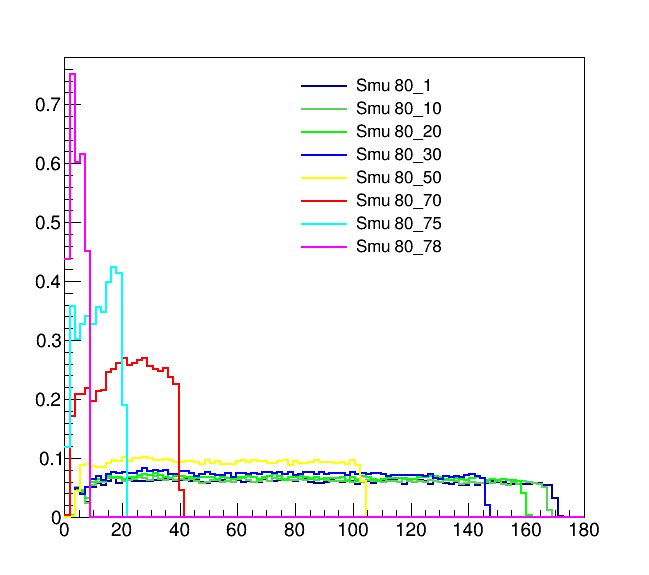 Smu 80_1
Smu 80_10
Smu 80_20
Smu 80_30
Smu 80_50
Smu 80_70
Smu 80_75
Smu 80_78
0.7
0.6
0.5
0.4
0.3
0.2
0.1
0
0 20 40 60 80 100 120 140 160 180